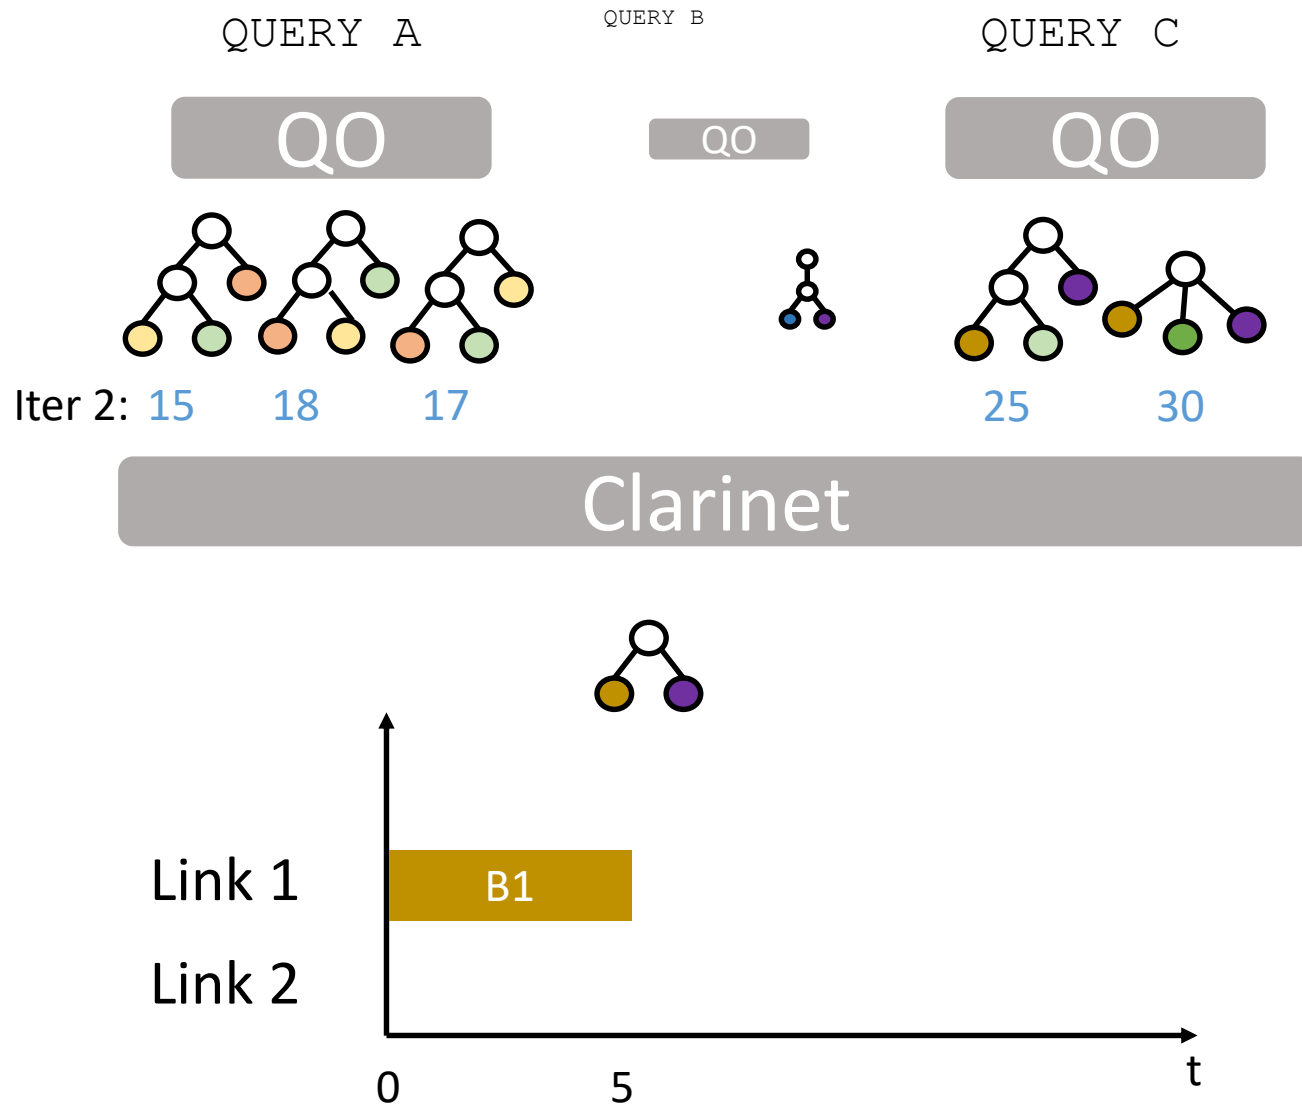 QUERY A
QUERY B
QUERY C
QO
QO
QO
Iter 2: 15 18 17 25 30
Clarinet
Link 1
B1
Link 2
0 5 t